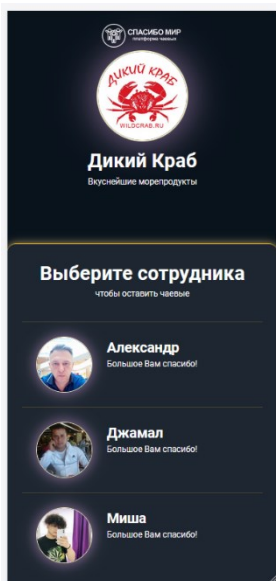 СПАСИБО МИР
платформа чаевых
ДИКИЙ КРАБ
WILDCRAB.RU
Дикий Краб
Вкуснейшие морепродукты
Выберите сотрудника
чтобы оставить чаевые
Александр
Большое Вам спасибо!
Джамал
Большое Вам спасибо!
Миша
Большое Вам спасибо!